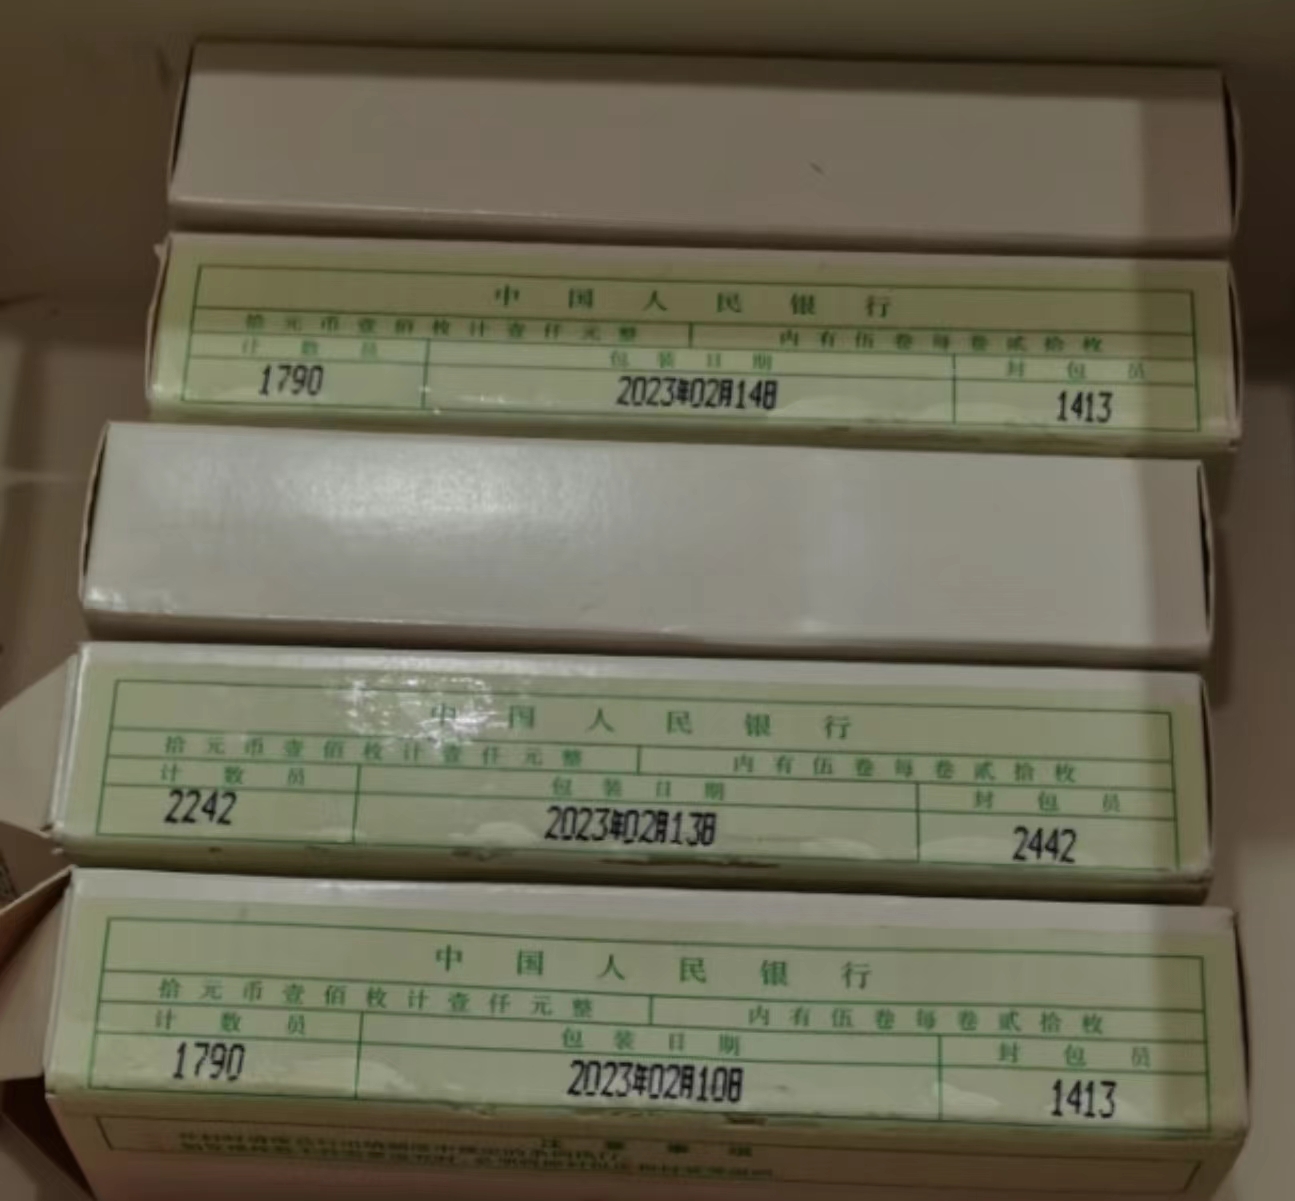 中国人民银行
拾元币壹佰枚计壹仟元整 内有伍卷每卷贰拾枚
计数员 包装日期 封包员
1790 2023年02月14日 1413
中国人民银行
拾元币壹佰枚计壹仟元整 内有伍卷每卷贰拾枚
计数员 包装日期 封包员
2242 2023年02月13日 2442
中国人民银行
拾元币壹佰枚计壹仟元整 内有伍卷每卷贰拾枚
计数员 包装日期 封包员
1790 2023年02月10日 1413
注意事项